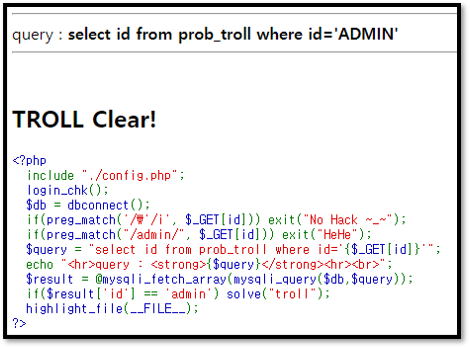 query : select id from prob_troll where id='ADMIN'
TROLL Clear!
<?php
include "./config.php";
login_chk();
$db = dbconnect();
if(preg_match('/₩'/i', $_GET[id])) exit("No Hack ~_~");
if(preg_match("/admin/", $_GET[id])) exit("HeHe");
$query = "select id from prob_troll where id='{$_GET[id]}'";
echo "<hr>query : <strong>{$query}</strong><hr><br>";
$result = @mysqli_fetch_array(mysqli_query($db,$query));
if($result['id'] == 'admin') solve("troll");
highlight_file(__FILE__);
?>